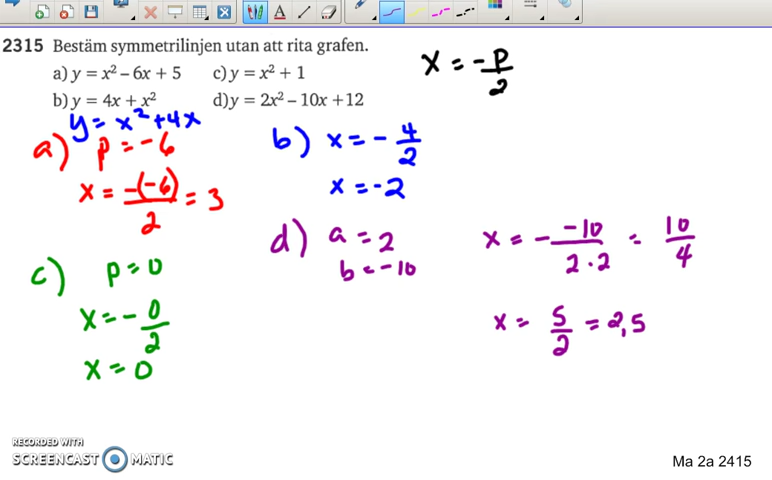 2315 Bestäm symmetrilinjen utan att rita grafen.
a) y = x² – 6x + 5 c) y = x² + 1
b) y = 4x + x² d) y = 2x² – 10x + 12
x = -p/2
y = x² + 4x
a) p = -6
x = -(-6)/2 = 3
b) x = -4/2
x = -2
c) p = 0
x = -0/2
x = 0
d) a = 2
b = -10
x = - -10/2·2 = 10/4
x = 5/2 = 2,5
RECORDED WITH
SCREENCAST MATIC
Ma 2a 2415